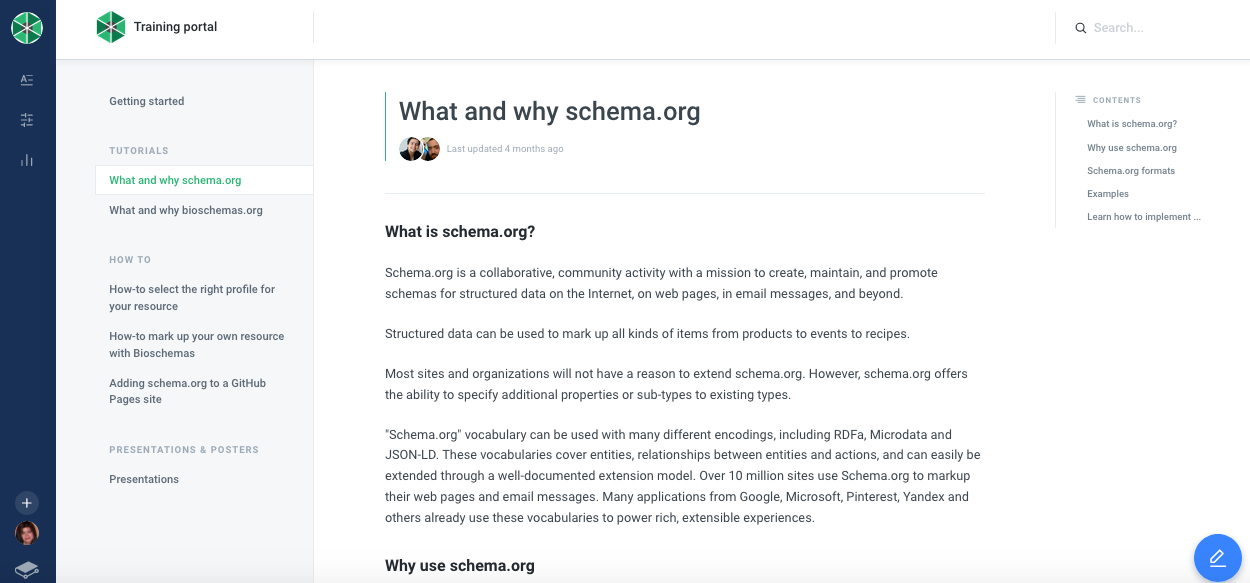 Training portal
Search...
Getting started
TUTORIALS
What and why schema.org
What and why bioschemas.org
HOW TO
How-to select the right profile for
your resource
How-to mark up your own resource
with Bioschemas
Adding schema.org to a GitHub
Pages site
PRESENTATIONS & POSTERS
Presentations
What and why schema.org
Last updated 4 months ago
What is schema.org?
Schema.org is a collaborative, community activity with a mission to create, maintain, and promote
schemas for structured data on the Internet, on web pages, in email messages, and beyond.
Structured data can be used to mark up all kinds of items from products to events to recipes.
Most sites and organizations will not have a reason to extend schema.org. However, schema.org offers
the ability to specify additional properties or sub-types to existing types.
"Schema.org" vocabulary can be used with many different encodings, including RDFa, Microdata and
JSON-LD. These vocabularies cover entities, relationships between entities and actions, and can easily be
extended through a well-documented extension model. Over 10 million sites use Schema.org to markup
their web pages and email messages. Many applications from Google, Microsoft, Pinterest, Yandex and
others already use these vocabularies to power rich, extensible experiences.
Why use schema.org
CONTENTS
What is schema.org?
Why use schema.org
Schema.org formats
Examples
Learn how to implement ...